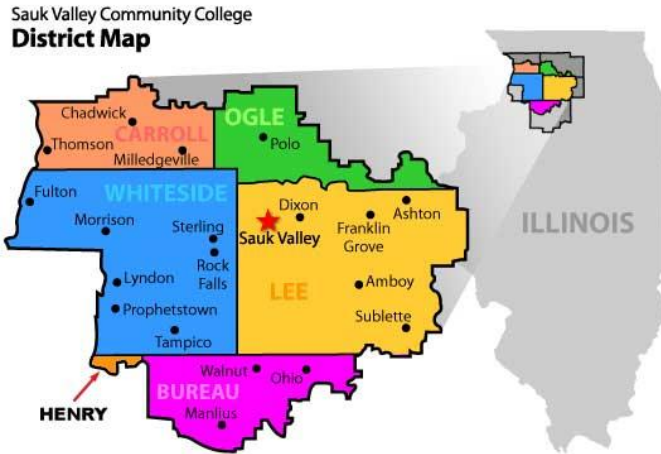 Sauk Valley Community College
District Map
Chadwick
CARROLL
Thomson
Milledgeville
OGLE
Polo
ILLINOIS
WHITESIDE
Fulton
Morrison
Sterling
Rock
Falls
Lyndon
Prophetstown
Tampico
Dixon
Sauk Valley
Franklin
Grove
Ashton
LEE
Amboy
Sublette
HENRY
Walnut
Ohio
BUREAU
Manlius